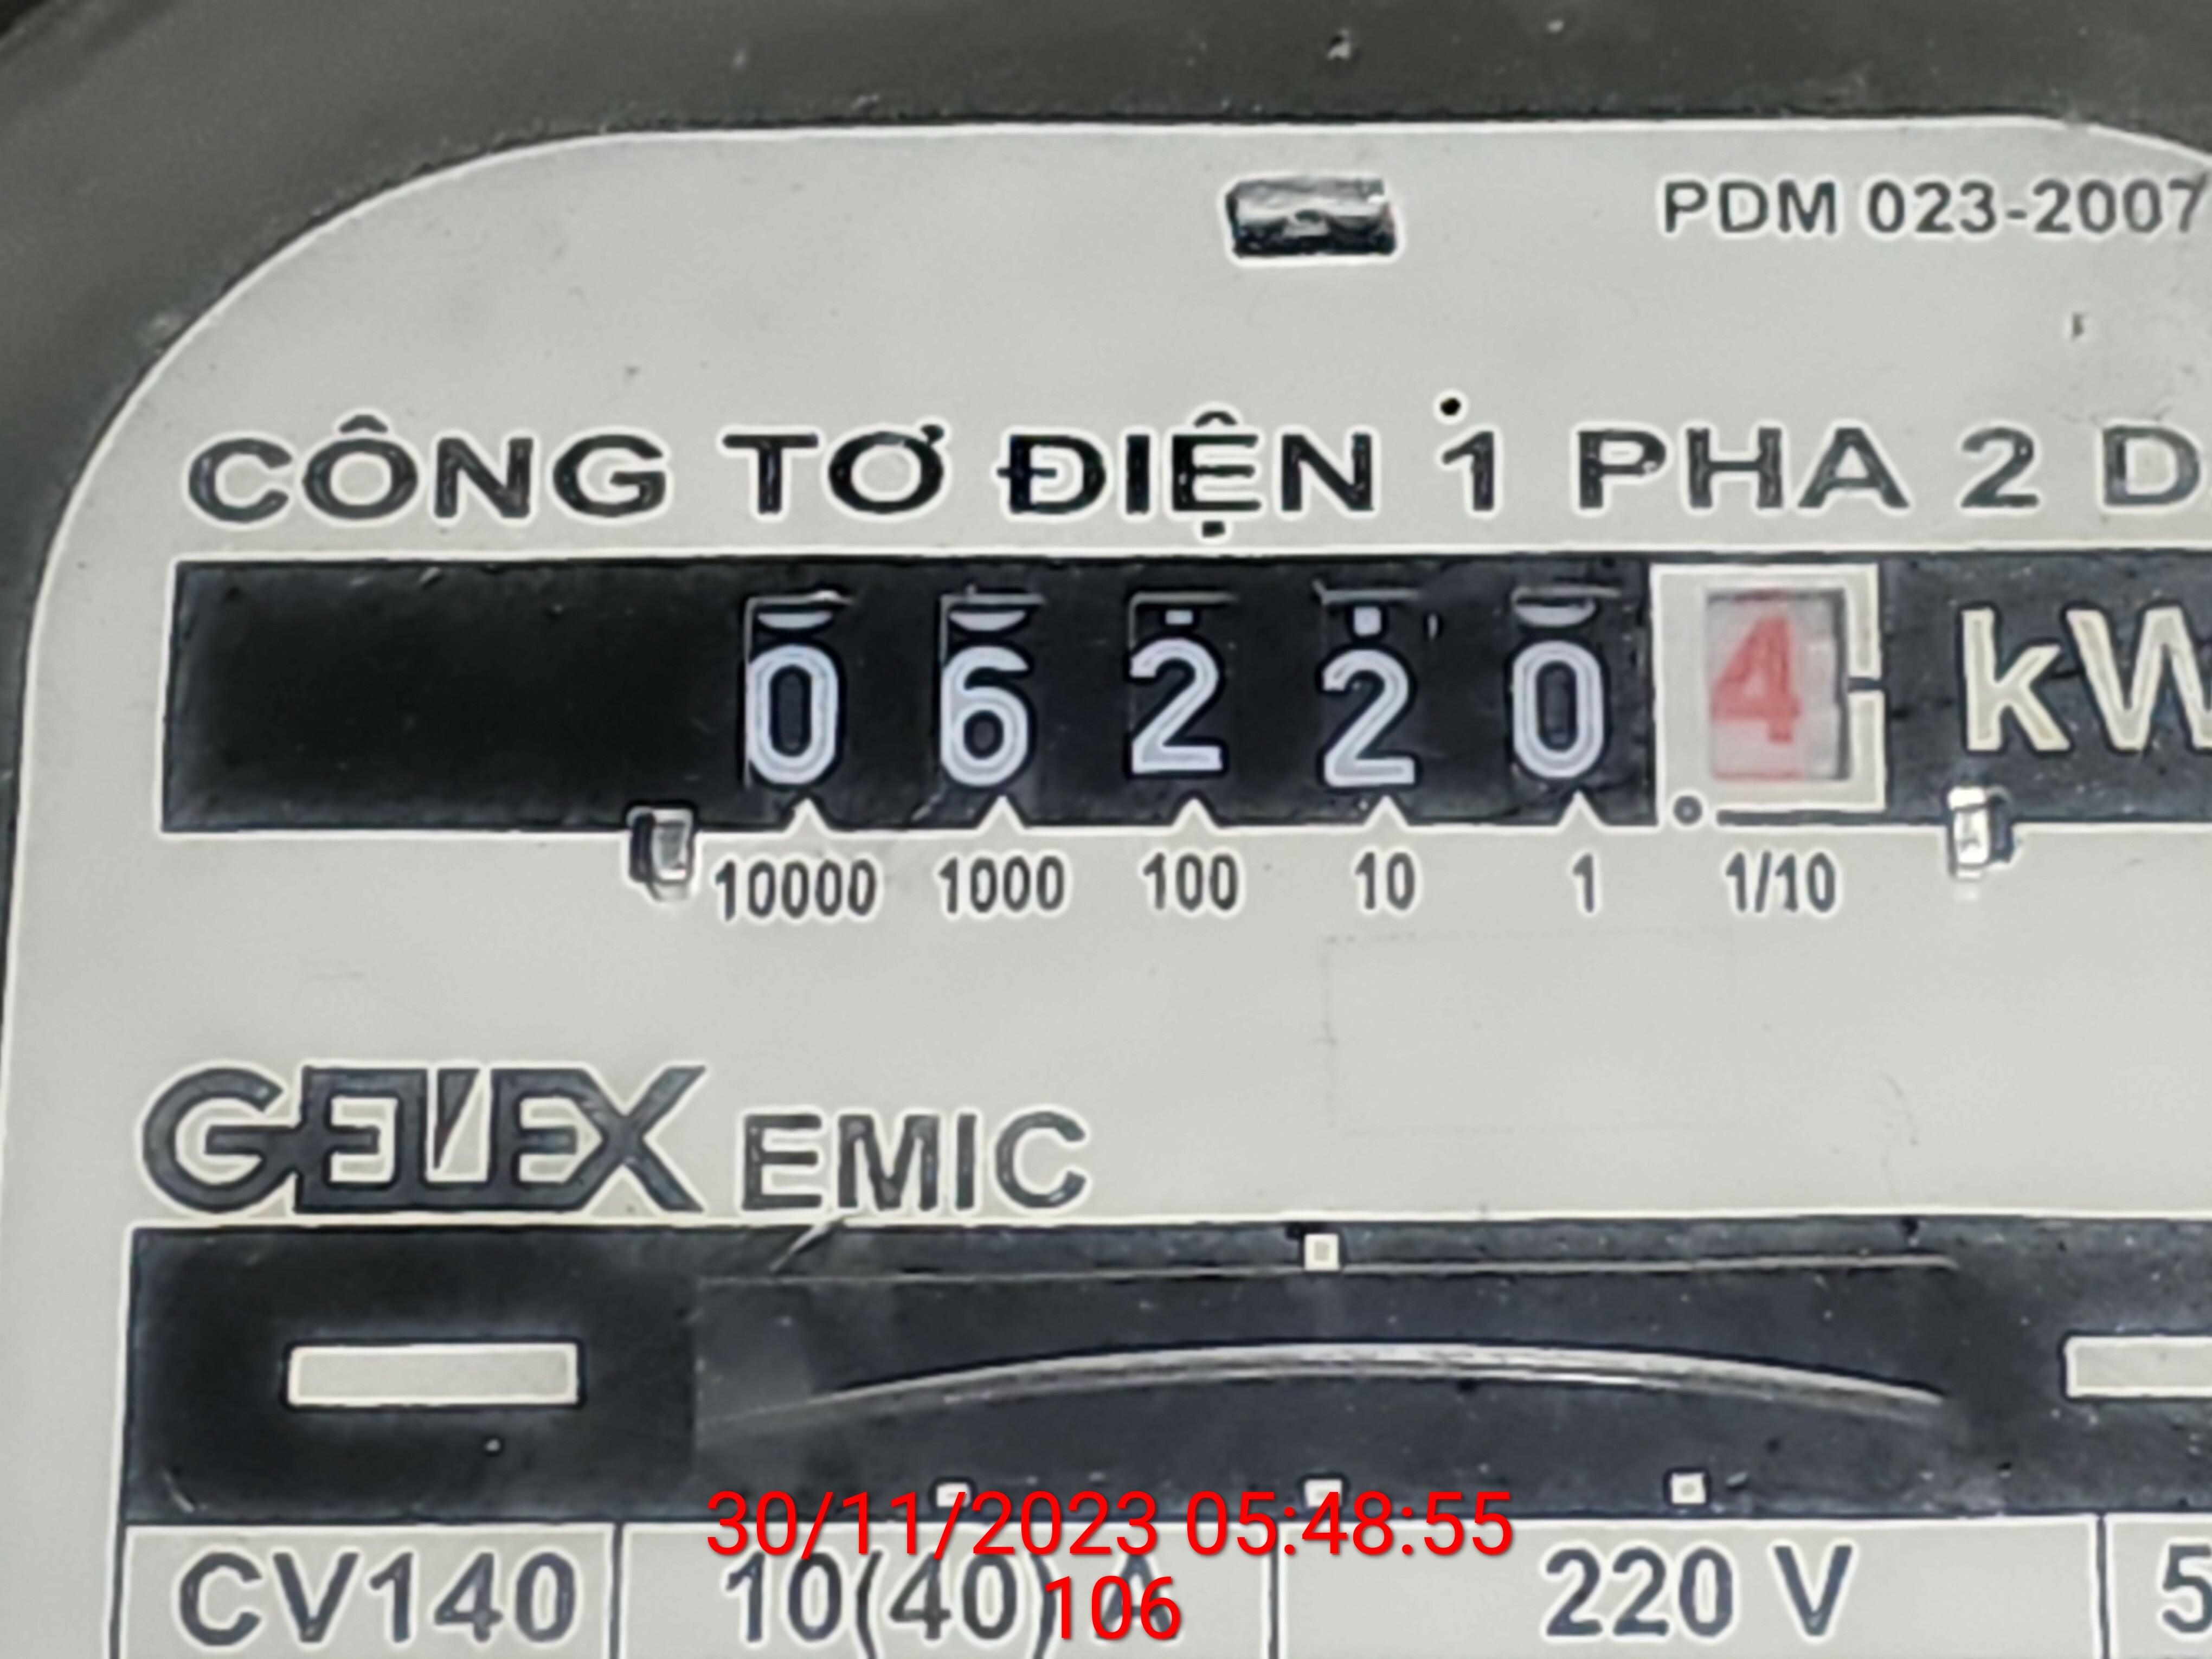 PDM 023-2007
CÔNG TƠ ĐIỆN 1 PHA 2 D
06220 4 kW
10000 1000 100 10 1 1/10
GELEX EMIC
30/11/2023 05:48:55
CV140 10(40) A 220 V 5
106